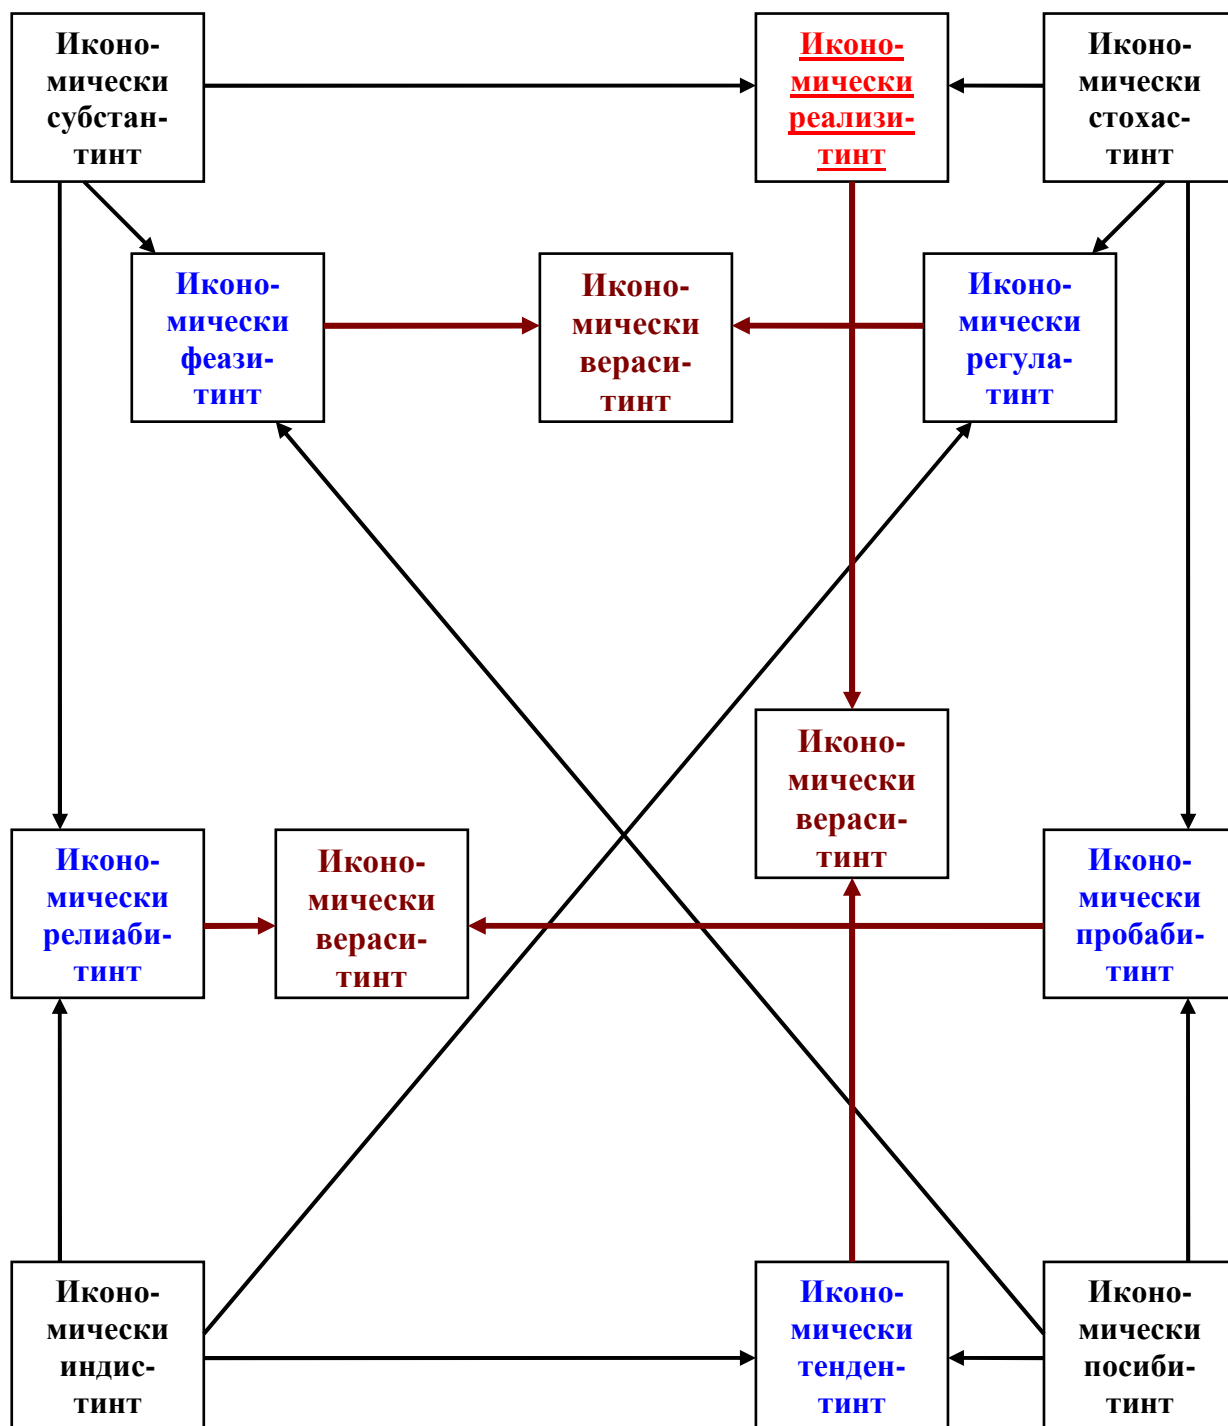 Иконо-
мически
субстан-
тинт
Иконо-
мически
реализи-
тинт
Иконо-
мически
стохас-
тинт
Иконо-
мически
феази-
тинт
Иконо-
мически
вераси-
тинт
Иконо-
мически
регула-
тинт
Иконо-
мически
вераси-
тинт
Иконо-
мически
релиаби-
тинт
Иконо-
мически
вераси-
тинт
Иконо-
мически
пробаби-
тинт
Иконо-
мически
индис-
тинт
Иконо-
мически
тенден-
тинт
Иконо-
мически
посиби-
тинт